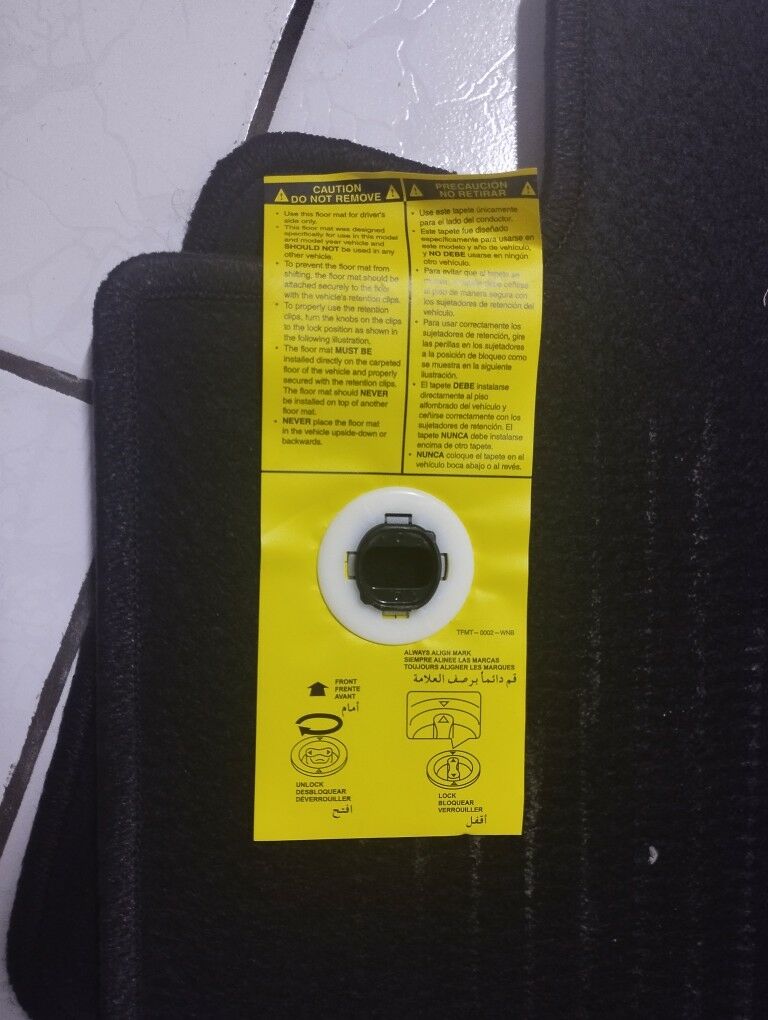 CAUTION
DO NOT REMOVE
• Use this floor mat for driver's
side only.
• This floor mat was designed
specifically for use in this model
and model year vehicle and
SHOULD NOT be used in any
other vehicle.
• To prevent the floor mat from
shifting, the floor mat should be
attached securely to the floor
with the vehicle's retention clips.
• To properly use the retention
clips, turn the knobs on the clips
to the lock position as shown in
the following illustration.
• The floor mat MUST BE
installed directly on the carpeted
floor of the vehicle and properly
secured with the retention clips.
The floor mat should NEVER
be installed on top of another
floor mat.
• NEVER place the floor mat
in the vehicle upside-down or
backwards.
PRECAUCIÓN
NO RETIRAR
• Use este tapete únicamente
para el lado del conductor.
• Este tapete fue diseñado
específicamente para usarse en
este modelo y año de vehículo,
y NO DEBE usarse en ningún
otro vehículo.
• Para evitar que el tapete se
ceñirse
al piso de manera segura con
los sujetadores de retención del
vehículo.
• Para usar correctamente los
sujetadores de retención, gire
las perillas en los sujetadores
a la posición de bloqueo como
se muestra en la siguiente
ilustración.
• El tapete DEBE instalarse
directamente al piso
alfombrado del vehículo y
ceñirse correctamente con los
sujetadores de retención. El
tapete NUNCA debe instalarse
encima de otro tapete.
• NUNCA coloque el tapete en el
vehículo boca abajo o al revés.
TPMT-0002-WNB
ALWAYS ALIGN MARK
SIEMPRE ALINEE LAS MARCAS
TOUJOURS ALIGNER LES MARQUES
قم دائماً برصف العلامة
FRONT
FRENTE
AVANT
أمام
UNLOCK
DESBLOQUEAR
DÉVERROUILLER
افتح
LOCK
BLOQUEAR
VERROUILLER
أقفل